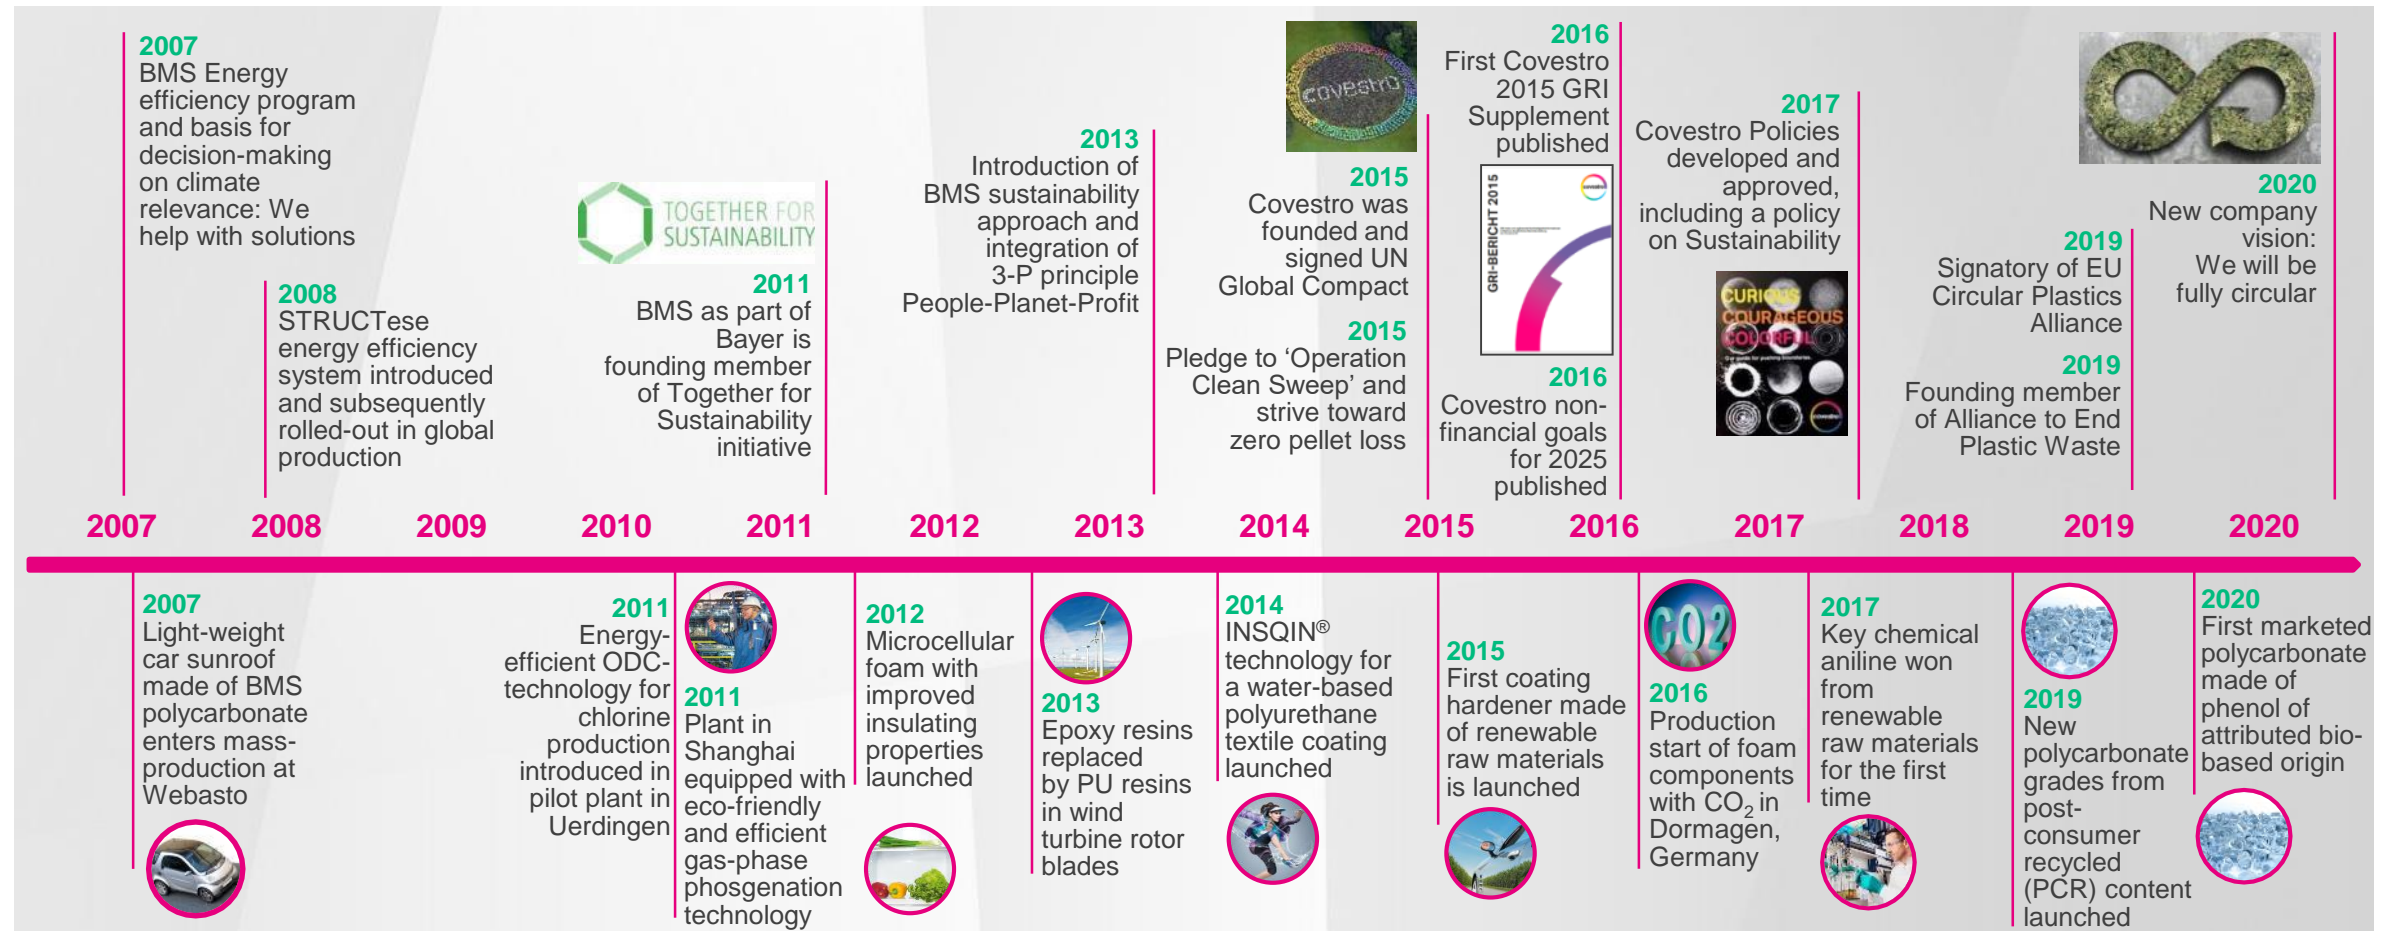 2007
BMS Energy
efficiency program
and basis for
decision-making
on climate
relevance: We
help with solutions
2008
STRUCTese
energy efficiency
system introduced
and subsequently
rolled-out in global
production
TOGETHER FOR
SUSTAINABILITY
2011
BMS as part of
Bayer is
founding member
of Together for
Sustainability
initiative
2013
Introduction of
BMS sustainability
approach and
integration of
3-P principle
People-Planet-Profit
covestro
2015
Covestro was
founded and
signed UN
Global Compact
2015
Pledge to ‘Operation
Clean Sweep’ and
strive toward
zero pellet loss
2016
First Covestro
2015 GRI
Supplement
published
GRI-BERICHT 2015
covestro
2016
Covestro non-
financial goals
for 2025
published
2017
Covestro Policies
developed and
approved,
including a policy
on Sustainability
CURIOUS
COURAGEOUS
COLORFUL
Our guide for pushing boundaries.
covestro
2019
Signatory of EU
Circular Plastics
Alliance
2019
Founding member
of Alliance to End
Plastic Waste
2020
New company
vision:
We will be
fully circular
2007 2008 2009 2010 2011 2012 2013 2014 2015 2016 2017 2018 2019 2020
2007
Light-weight
car sunroof
made of BMS
polycarbonate
enters mass-
production at
Webasto
2011
Energy-
efficient ODC-
technology for
chlorine
production
introduced in
pilot plant in
Uerdingen
2011
Plant in
Shanghai
equipped with
eco-friendly
and efficient
gas-phase
phosgenation
technology
2012
Microcellular
foam with
improved
insulating
properties
launched
2013
Epoxy resins
replaced
by PU resins
in wind
turbine rotor
blades
2014
INSQIN®
technology for
a water-based
polyurethane
textile coating
launched
2015
First coating
hardener made
of renewable
raw materials
is launched
CO2
2016
Production
start of foam
components
with CO₂ in
Dormagen,
Germany
2017
Key chemical
aniline won
from
renewable
raw materials
for the first
time
2019
New
polycarbonate
grades from
post-
consumer
recycled
(PCR) content
launched
2020
First marketed
polycarbonate
made of
phenol of
attributed bio-
based origin